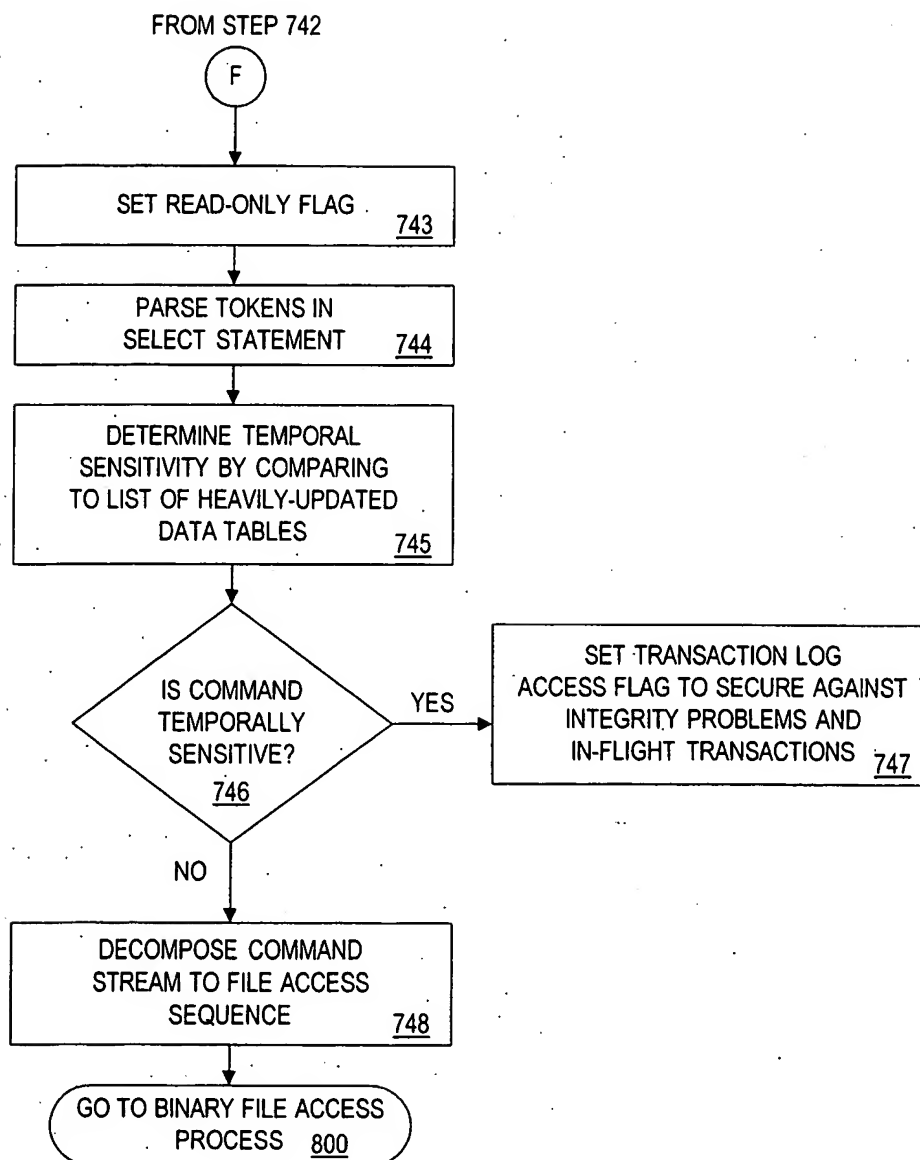 FROM STEP 742
F
SET READ-ONLY FLAG
743
PARSE TOKENS IN
SELECT STATEMENT
744
DETERMINE TEMPORAL
SENSITIVITY BY COMPARING
TO LIST OF HEAVILY-UPDATED
DATA TABLES
745
IS COMMAND
TEMPORALLY
SENSITIVE?
746
YES
SET TRANSACTION LOG
ACCESS FLAG TO SECURE AGAINST
INTEGRITY PROBLEMS AND
IN-FLIGHT TRANSACTIONS
747
NO
DECOMPOSE COMMAND
STREAM TO FILE ACCESS
SEQUENCE
748
GO TO BINARY FILE ACCESS
PROCESS 800